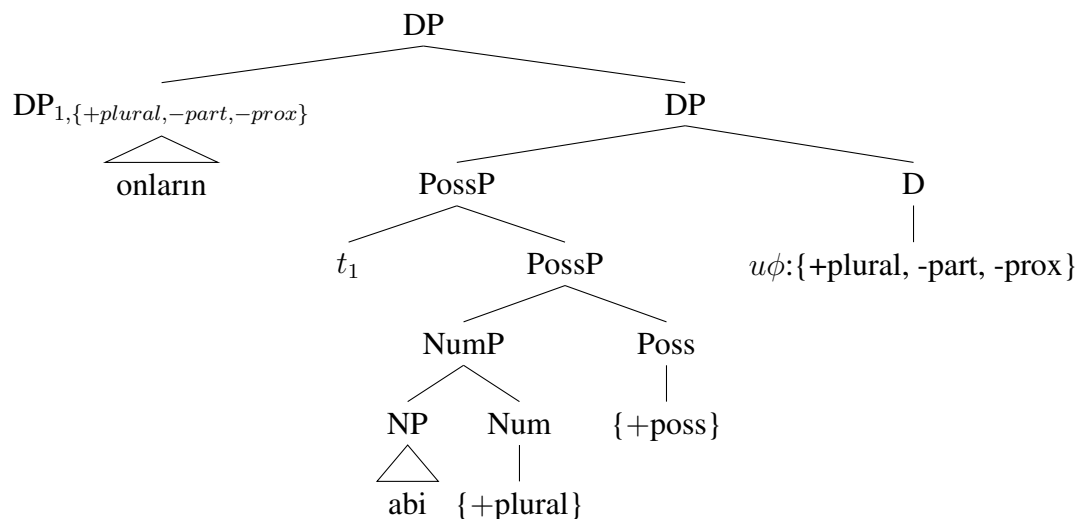 DP
DP₁,{+plural,−part,−prox} DP
onların PossP D
t₁ PossP uϕ:{+plural, -part, -prox}
NumP Poss
NP Num {+poss}
abi {+plural}